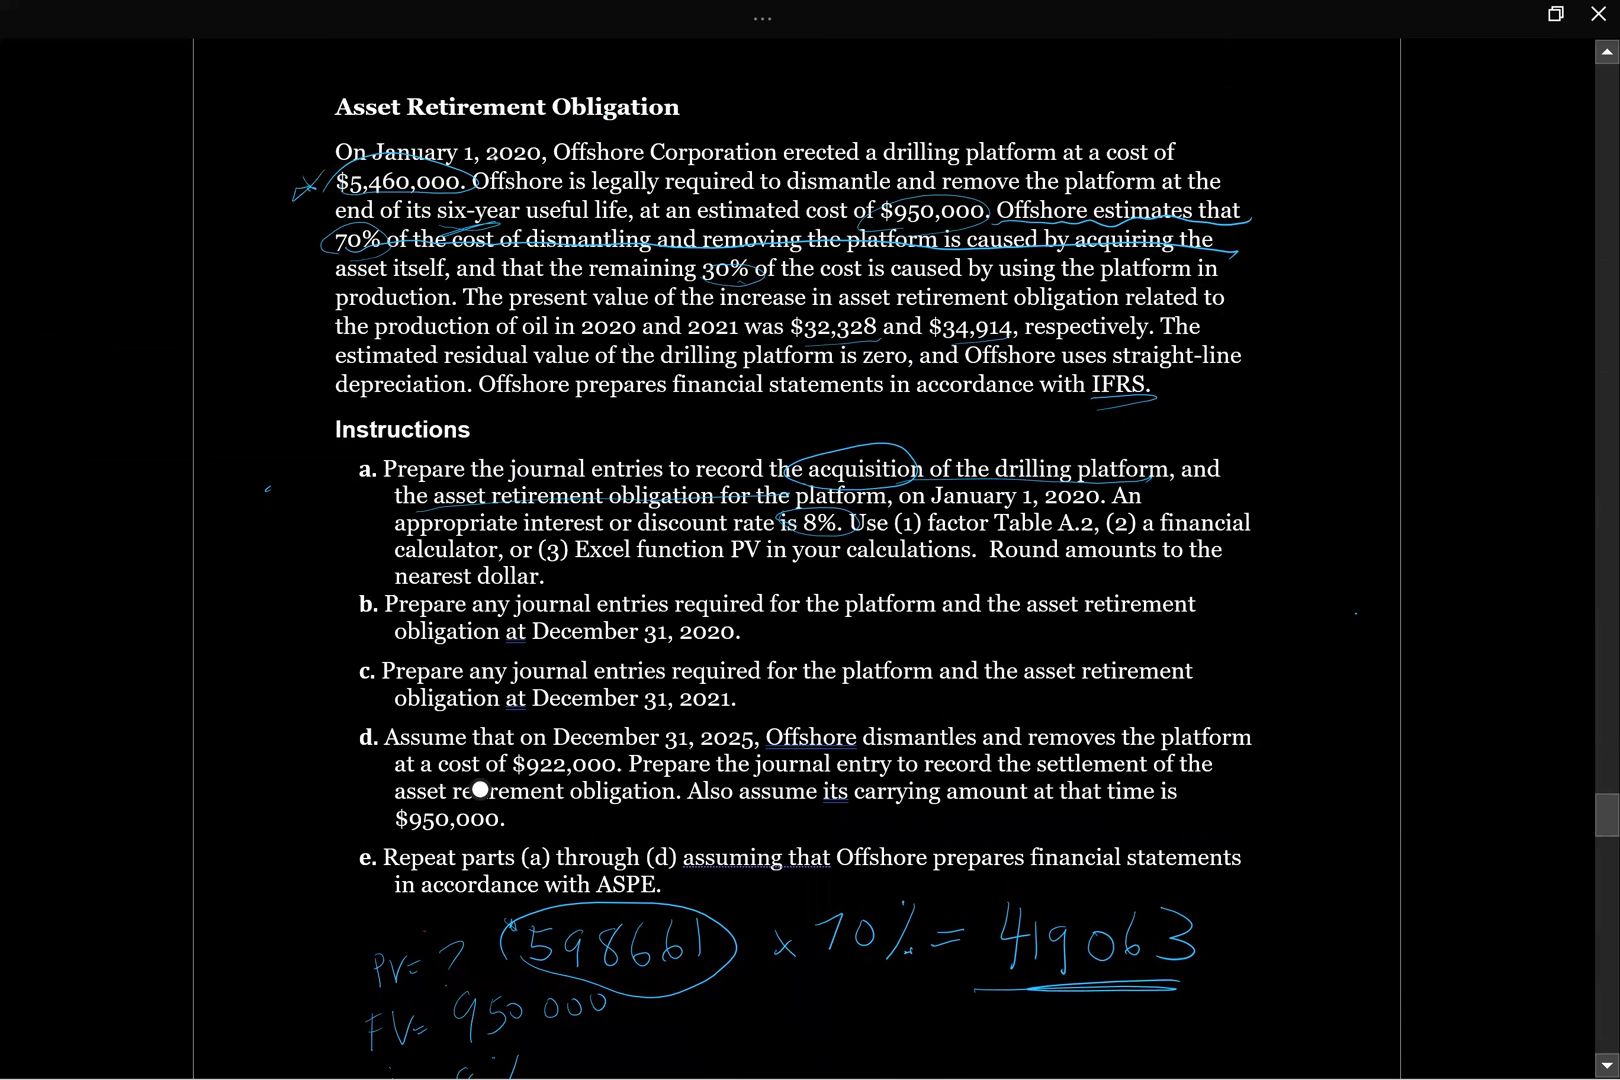 Asset Retirement Obligation
On January 1, 2020, Offshore Corporation erected a drilling platform at a cost of
$5,460,000. Offshore is legally required to dismantle and remove the platform at the
end of its six-year useful life, at an estimated cost of $950,000. Offshore estimates that
70% of the cost of dismantling and removing the platform is caused by acquiring the
asset itself, and that the remaining 30% of the cost is caused by using the platform in
production. The present value of the increase in asset retirement obligation related to
the production of oil in 2020 and 2021 was $32,328 and $34,914, respectively. The
estimated residual value of the drilling platform is zero, and Offshore uses straight-line
depreciation. Offshore prepares financial statements in accordance with IFRS.
Instructions
a. Prepare the journal entries to record the acquisition of the drilling platform, and
the asset retirement obligation for the platform, on January 1, 2020. An
appropriate interest or discount rate is 8%. Use (1) factor Table A.2, (2) a financial
calculator, or (3) Excel function PV in your calculations. Round amounts to the
nearest dollar.
b. Prepare any journal entries required for the platform and the asset retirement
obligation at December 31, 2020.
c. Prepare any journal entries required for the platform and the asset retirement
obligation at December 31, 2021.
d. Assume that on December 31, 2025, Offshore dismantles and removes the platform
at a cost of $922,000. Prepare the journal entry to record the settlement of the
asset retirement obligation. Also assume its carrying amount at that time is
$950,000.
e. Repeat parts (a) through (d) assuming that Offshore prepares financial statements
in accordance with ASPE.
PV= ? 598661 x 70% = 419063
FV= 950000